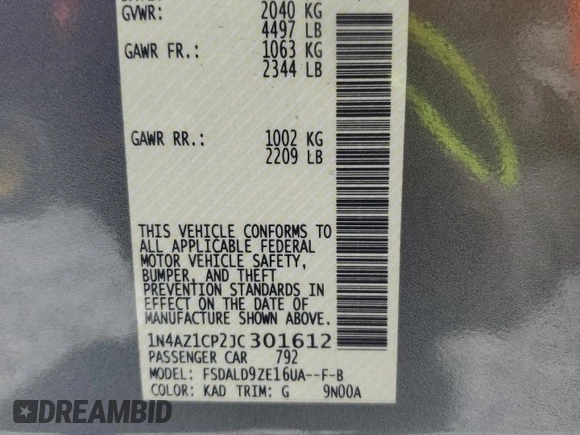 GVWR: 2040 KG
4497 LB
GAWR FR.: 1063 KG
2344 LB
GAWR RR.: 1002 KG
2209 LB
THIS VEHICLE CONFORMS TO
ALL APPLICABLE FEDERAL
MOTOR VEHICLE SAFETY,
BUMPER, AND THEFT
PREVENTION STANDARDS IN
EFFECT ON THE DATE OF
MANUFACTURE SHOWN ABOVE.
1N4AZ1CP2JC301612
PASSENGER CAR 792
MODEL: FSDALD9ZE16UA--F-B
COLOR: KAD TRIM: G 9N00A
DREAMBID